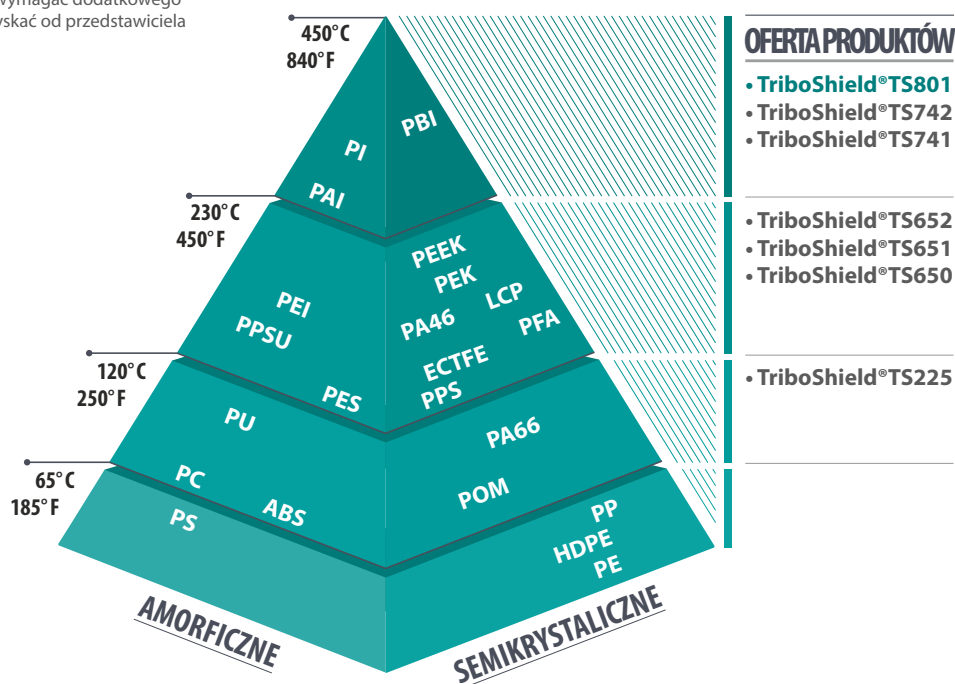 wymagać dodatkowego
yskać od przedstawiciela
450°C
840°F
OFERTA PRODUKTÓW
• TriboShield®TS801
• TriboShield®TS742
• TriboShield®TS741
PBI
PI
PAI
230°C
450°F
• TriboShield®TS652
• TriboShield®TS651
• TriboShield®TS650
PEEK
PEK
LCP
PEI
PA46
PFA
PPSU
ECTFE
PES
PPS
120°C
250°F
• TriboShield®TS225
PU
PA66
PC
POM
ABS
65°C
185°F
PS
PP
HDPE
PE
AMORFICZNE
SEMIKRYSTALICZNE